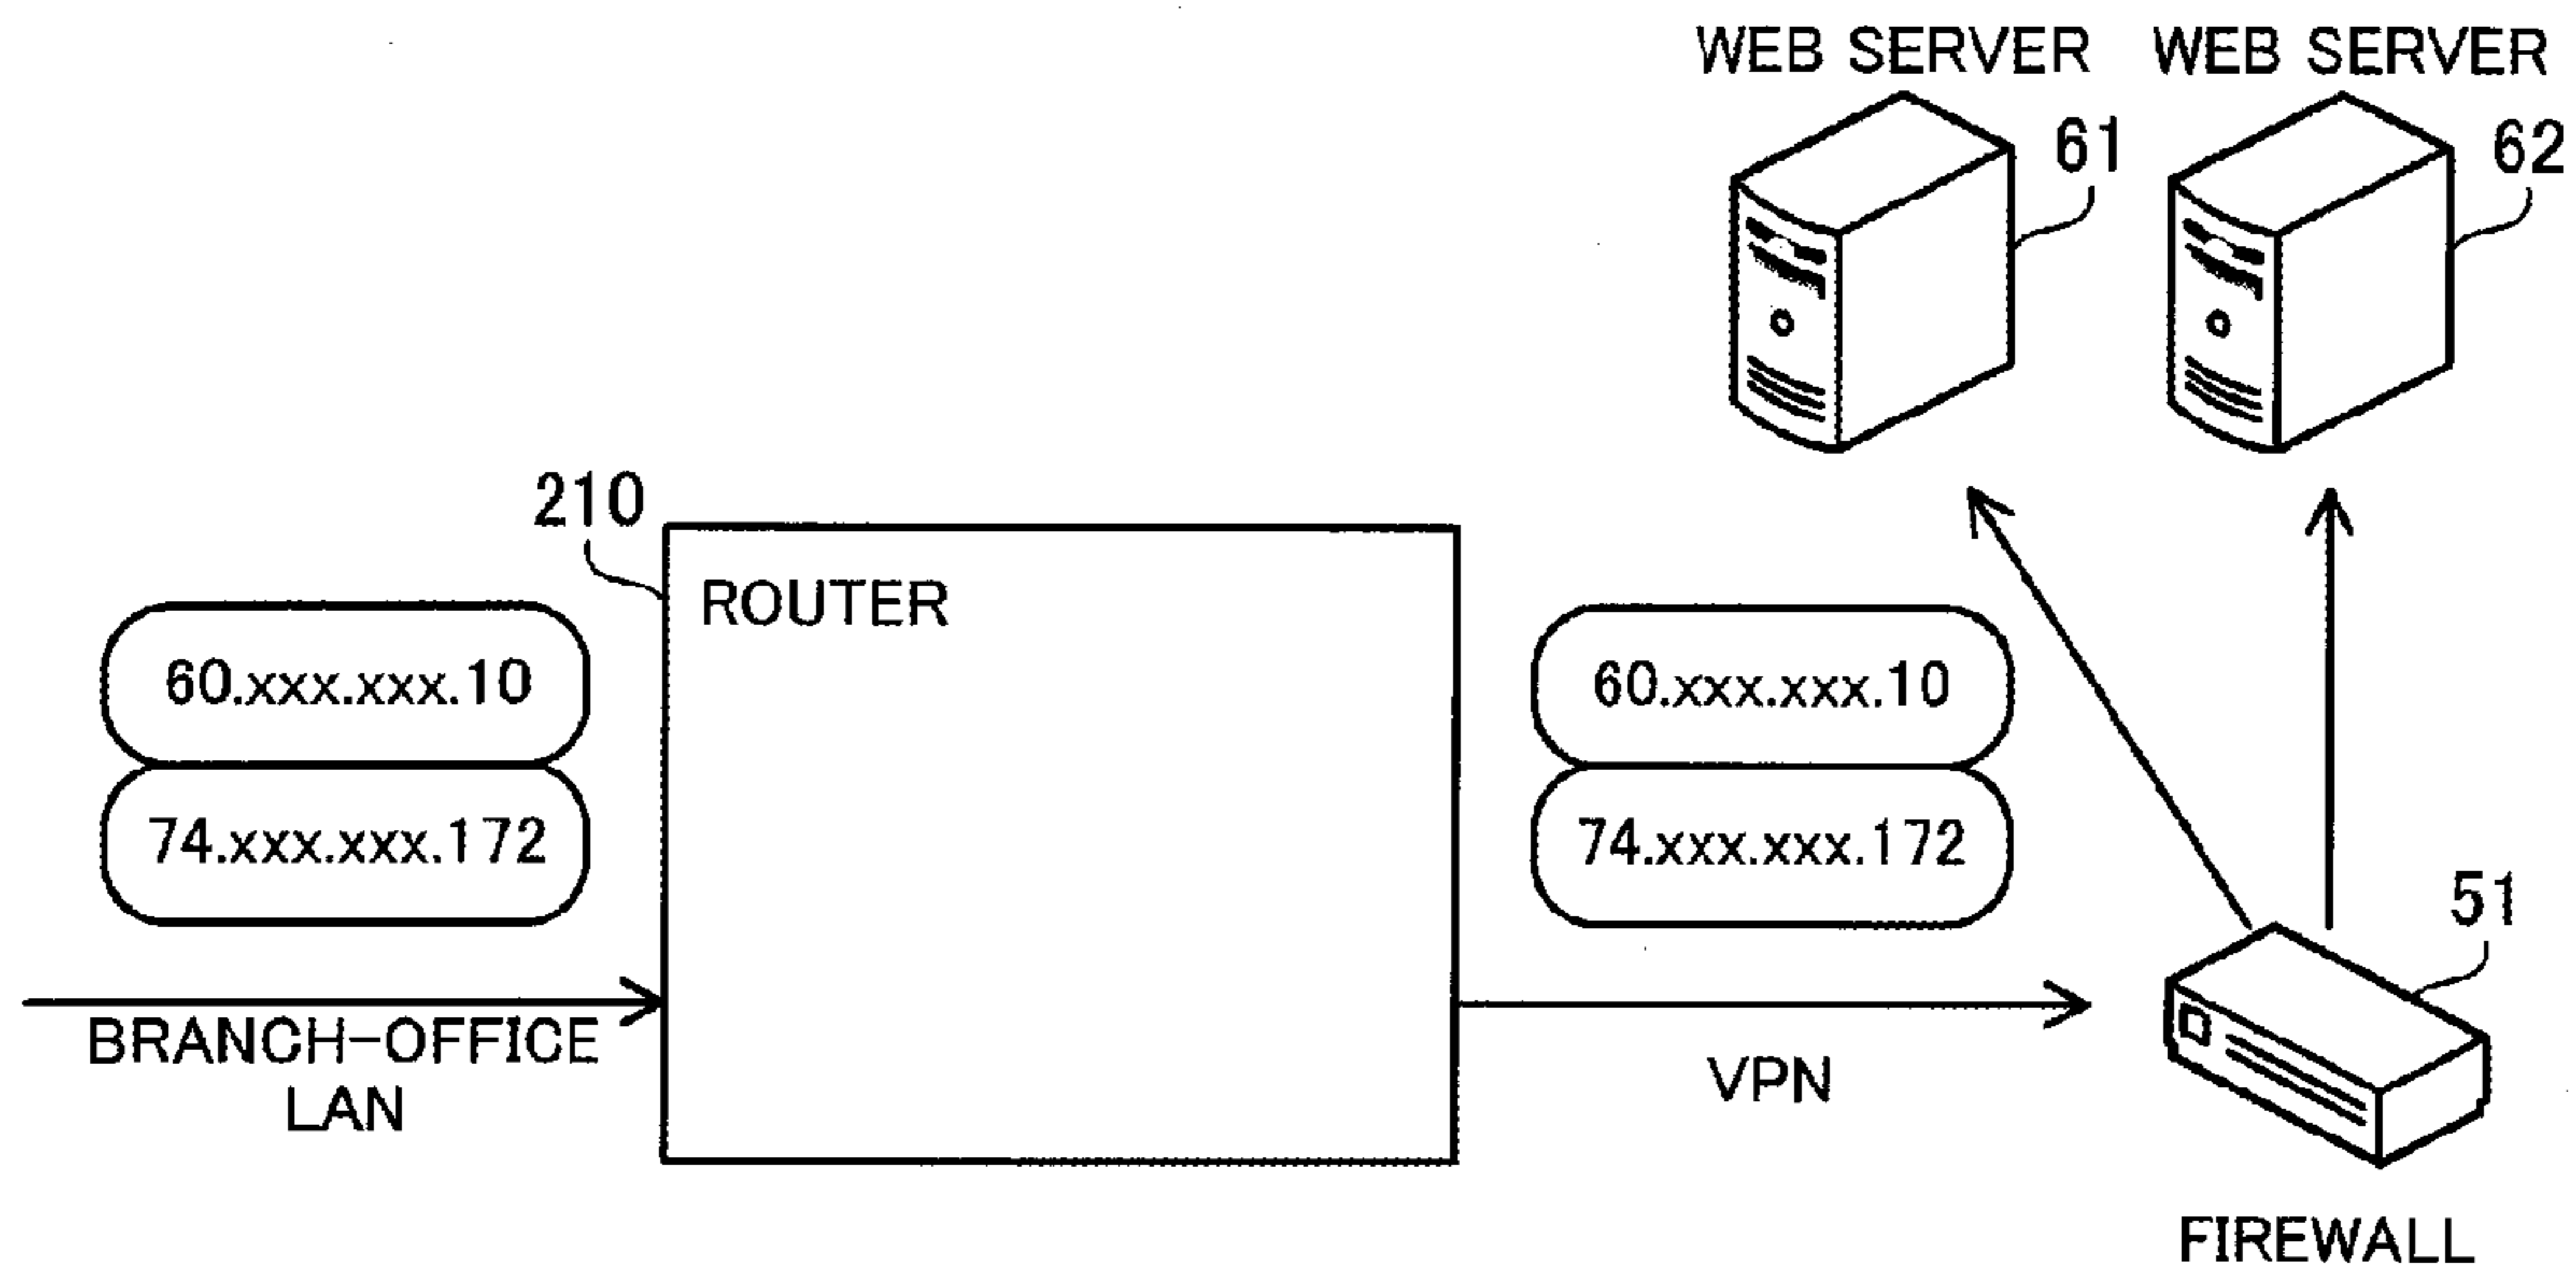 WEB SERVER
WEB SERVER
61
62
210
ROUTER
60.xxx.xxx.10
74.xxx.xxx.172
60.xxx.xxx.10
74.xxx.xxx.172
51
BRANCH-OFFICE
LAN
VPN
FIREWALL